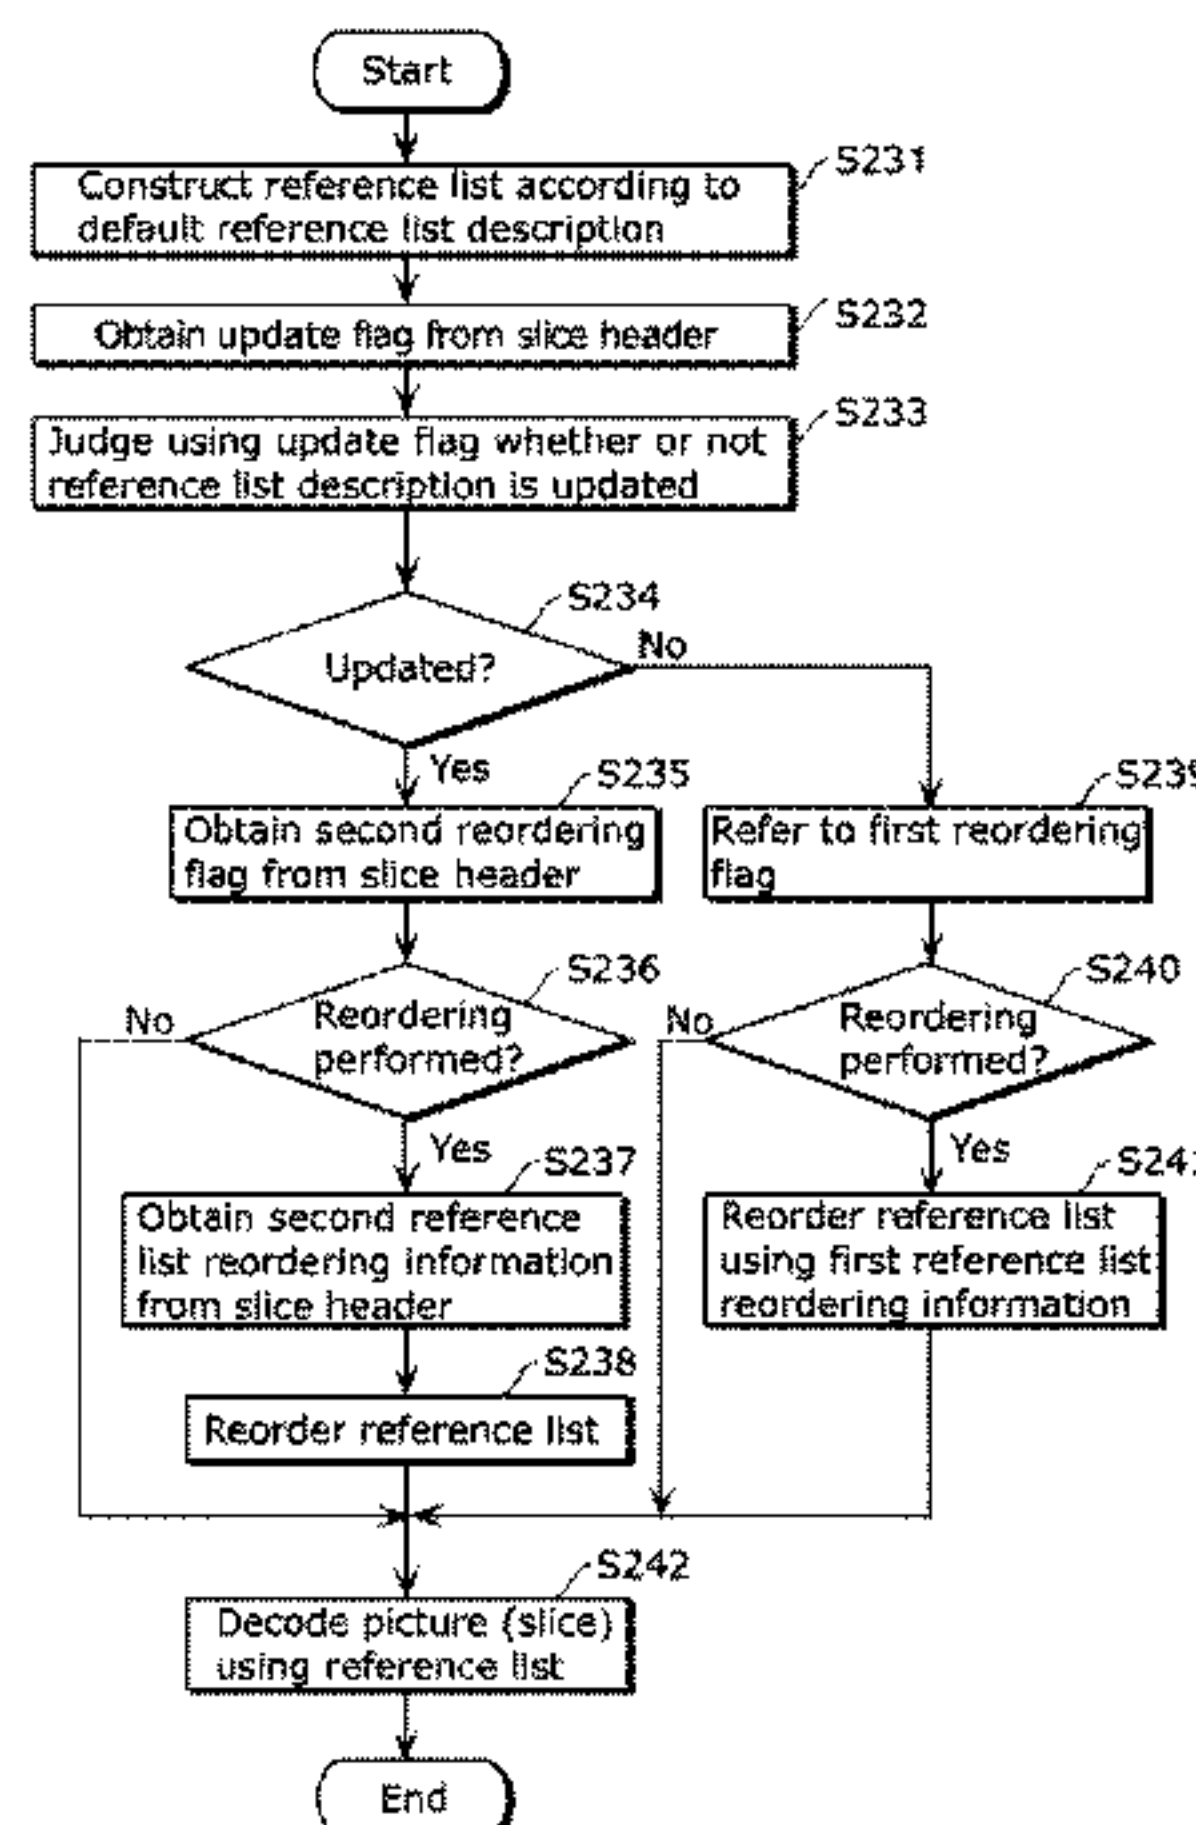 Start
S231
Construct reference list according to
default reference list description
S232
Obtain update flag from slice header
S233
Judge using update flag whether or not
reference list description is updated
S234
Updated?
No
Yes
S235
Obtain second reordering
flag from slice header
S239
Refer to first reordering
flag
S236
Reordering
performed?
No
Yes
S240
Reordering
performed?
No
Yes
S237
Obtain second reference
list reordering information
from slice header
S241
Reorder reference list
using first reference list
reordering information
S238
Reorder reference list
S242
Decode picture (slice)
using reference list
End